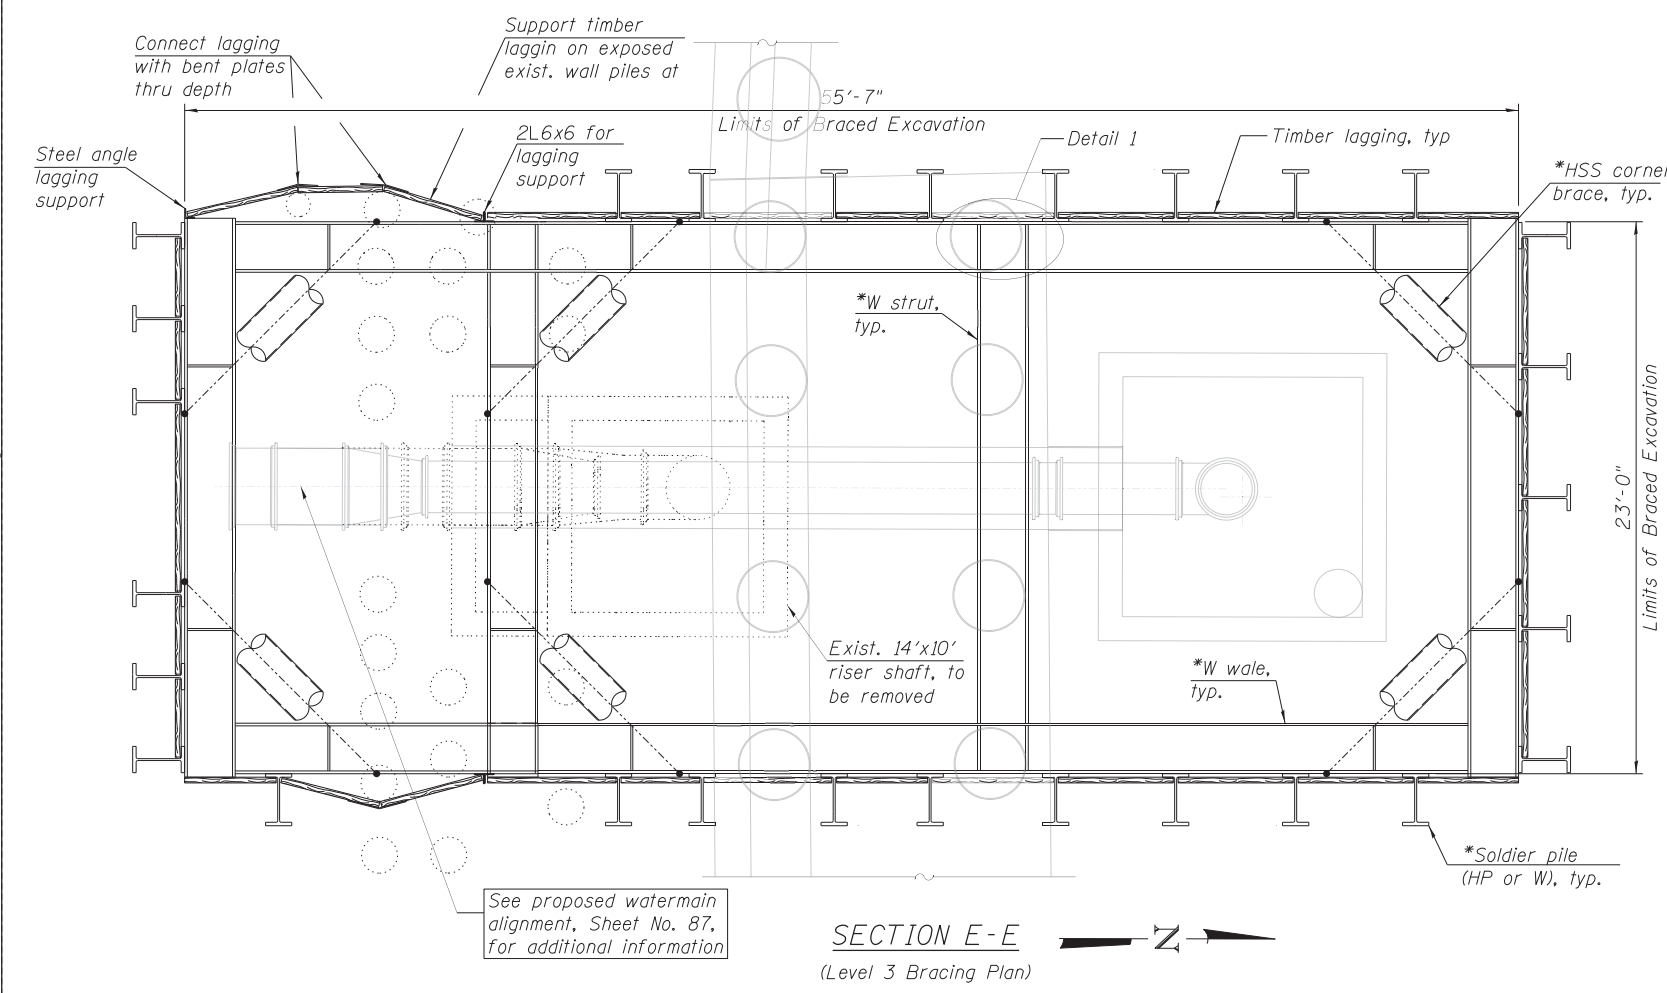 Connect lagging
with bent plates
thru depth
Support timber
laggin on exposed
exist. wall piles at
55'-7"
Limits of Braced Excavation
2L6x6 for
lagging
support
Steel angle
lagging
support
Detail 1
Timber lagging, typ
*HSS corner
brace, typ.
*W strut,
typ.
23'-0"
Limits of Braced Excavation
Exist. 14'x10'
riser shaft, to
be removed
*W wale,
typ.
*Soldier pile
(HP or W), typ.
See proposed watermain
alignment, Sheet No. 87,
for additional information
SECTION E-E
N
(Level 3 Bracing Plan)